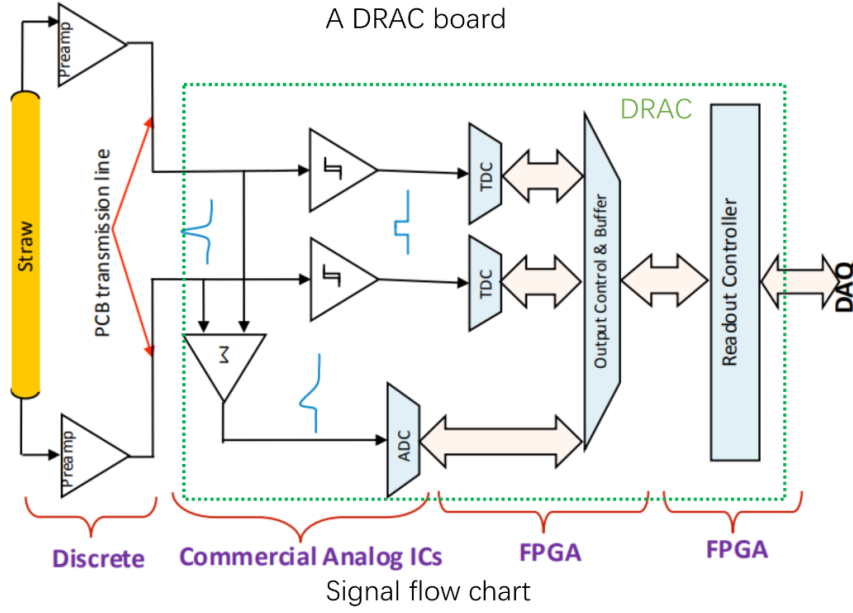 A DRAC board
Preamp
DRAC
TDC
PCB transmission line
Straw
TDC
Output Control & Buffer
Readout Controller
DAQ
Σ
ADC
Preamp
Discrete
Commercial Analog ICs
FPGA
FPGA
Signal flow chart